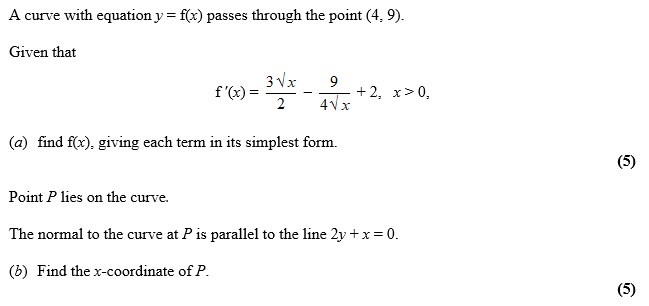 A curve with equation y = f(x) passes through the point (4, 9).
Given that
f ′(x) = 3√x/2 − 9/4√x + 2, x > 0,
(a) find f(x), giving each term in its simplest form.
(5)
Point P lies on the curve.
The normal to the curve at P is parallel to the line 2y + x = 0.
(b) Find the x-coordinate of P.
(5)